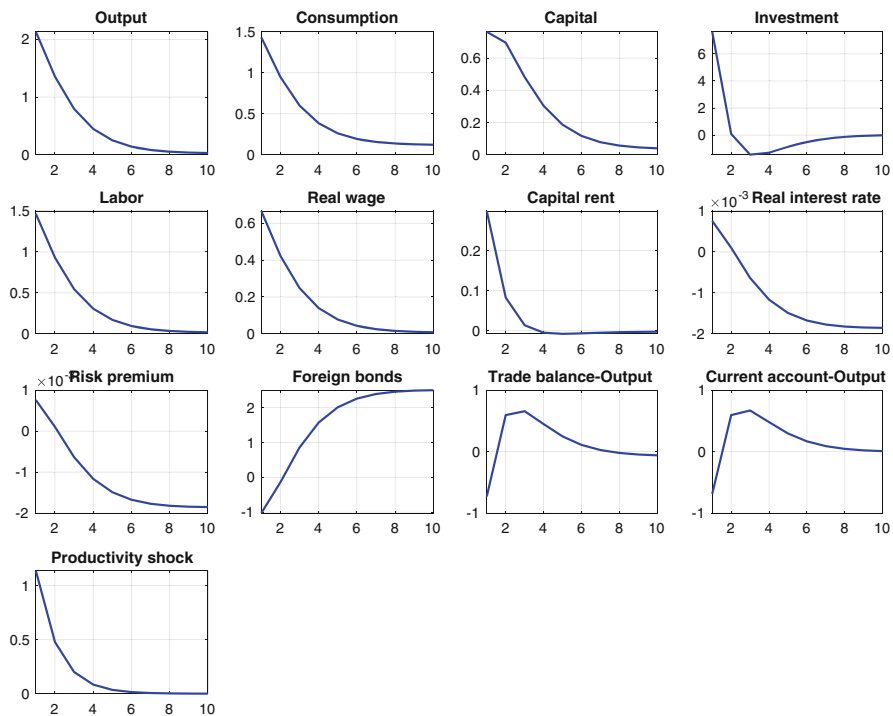 Output Consumption Capital Investment
2
1
0
2 4 6 8 10
1.5
1
0.5
0
2 4 6 8 10
0.6
0.4
0.2
0
2 4 6 8 10
6
4
2
0
2 4 6 8 10
Labor Real wage Capital rent ×10⁻³ Real interest rate
1.5
1
0.5
0
2 4 6 8 10
0.6
0.4
0.2
0
2 4 6 8 10
0.2
0.1
0
2 4 6 8 10
1
0
-1
-2
2 4 6 8 10
×10⁻ Risk premium Foreign bonds Trade balance-Output Current account-Output
1
0
-1
-2
2 4 6 8 10
2
1
0
-1
2 4 6 8 10
1
0
-1
2 4 6 8 10
1
0
-1
2 4 6 8 10
Productivity shock
1
0.5
0
2 4 6 8 10